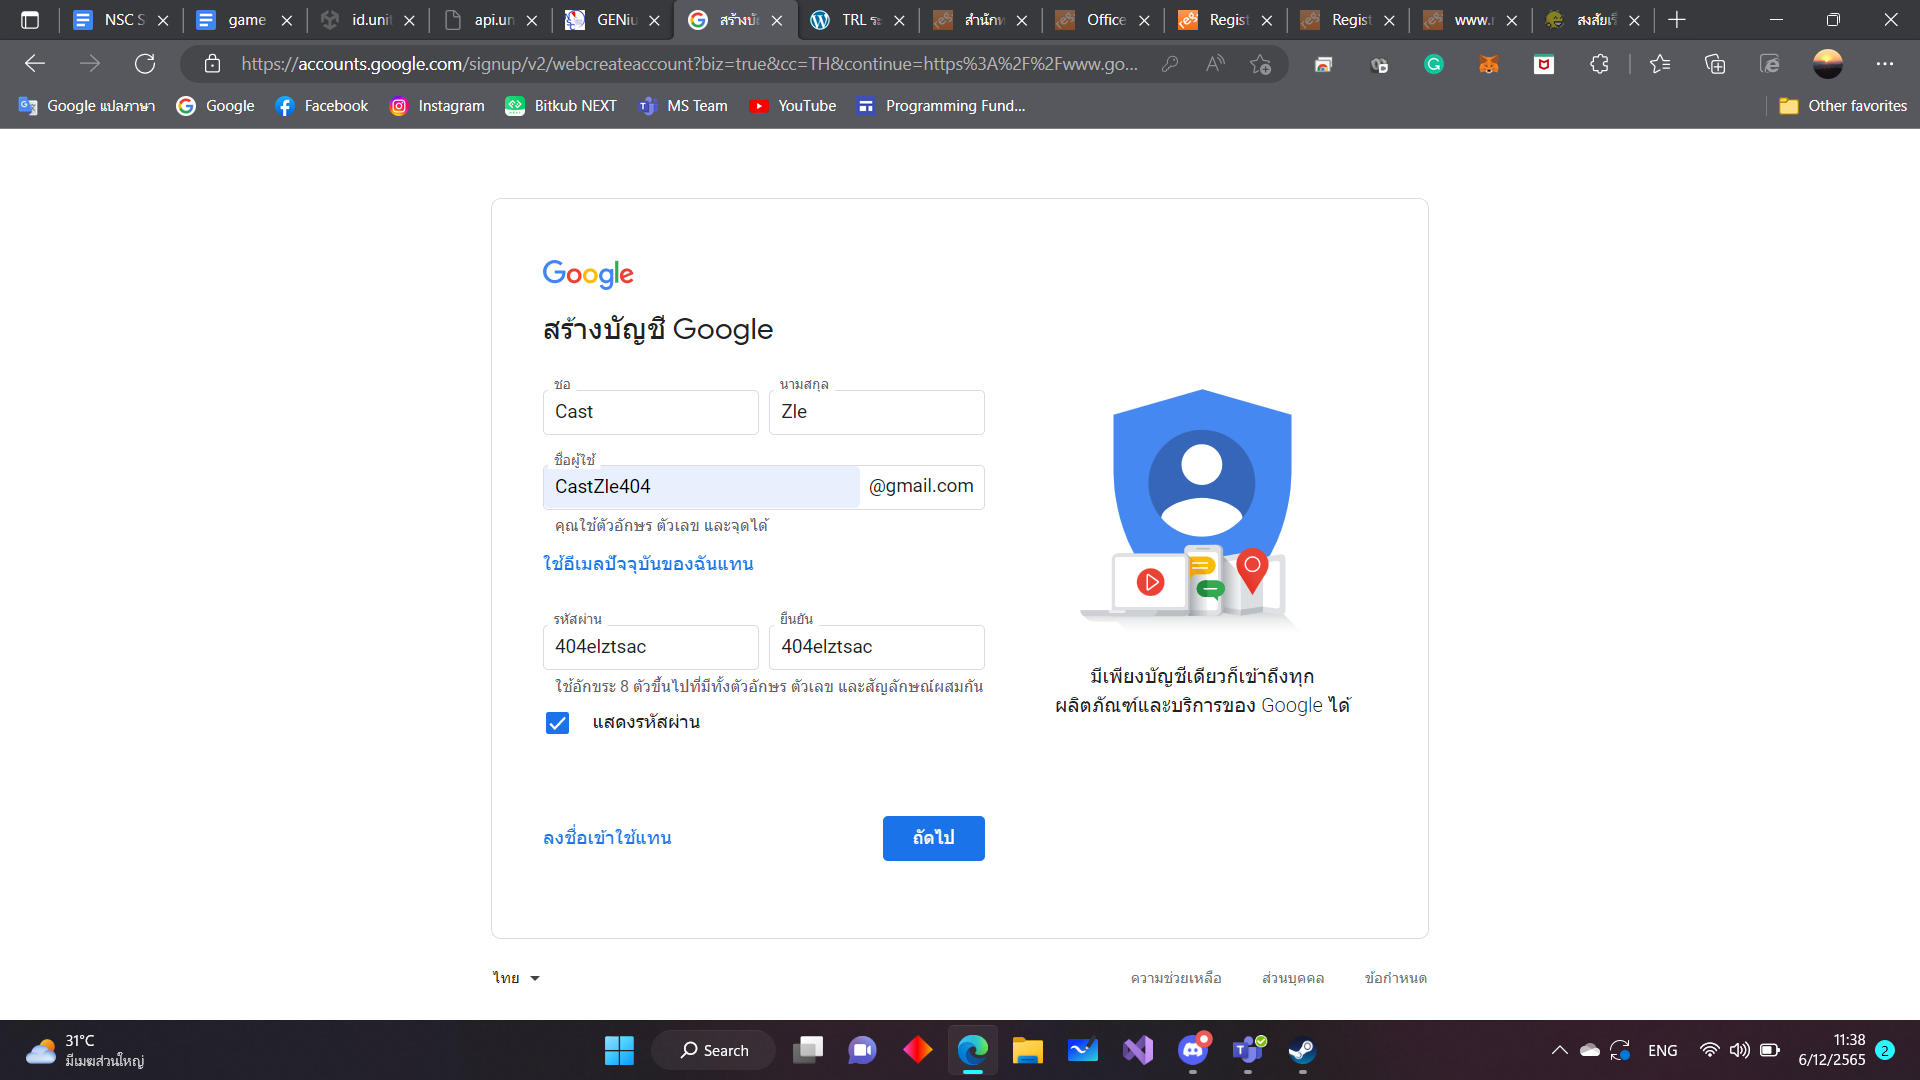 NSC S
game
id.unit
api.un
GENiu
สร้างบัเ
TRL ระ
สำนักท
Office
Regist
Regist
www.r
สงสัยเรื
https://accounts.google.com/signup/v2/webcreateaccount?biz=true&cc=TH&continue=https%3A%2F%2Fwww.go...
Google แปลภาษา
Google
Facebook
Instagram
Bitkub NEXT
MS Team
YouTube
Programming Fund...
Other favorites
Google
สร้างบัญชี Google
ชื่อ
นามสกุล
Cast
Zle
ชื่อผู้ใช้
CastZle404
@gmail.com
คุณใช้ตัวอักษร ตัวเลข และจุดได้
ใช้อีเมลปัจจุบันของฉันแทน
รหัสผ่าน
ยืนยัน
404elztsac
404elztsac
ใช้อักขระ 8 ตัวขึ้นไปที่มีทั้งตัวอักษร ตัวเลข และสัญลักษณ์ผสมกัน
แสดงรหัสผ่าน
มีเพียงบัญชีเดียวก็เข้าถึงทุก
ผลิตภัณฑ์และบริการของ Google ได้
ลงชื่อเข้าใช้แทน
ถัดไป
ไทย
ความช่วยเหลือ
ส่วนบุคคล
ข้อกำหนด
31°C
มีเมฆส่วนใหญ่
Search
ENG
11:38
6/12/2565
2